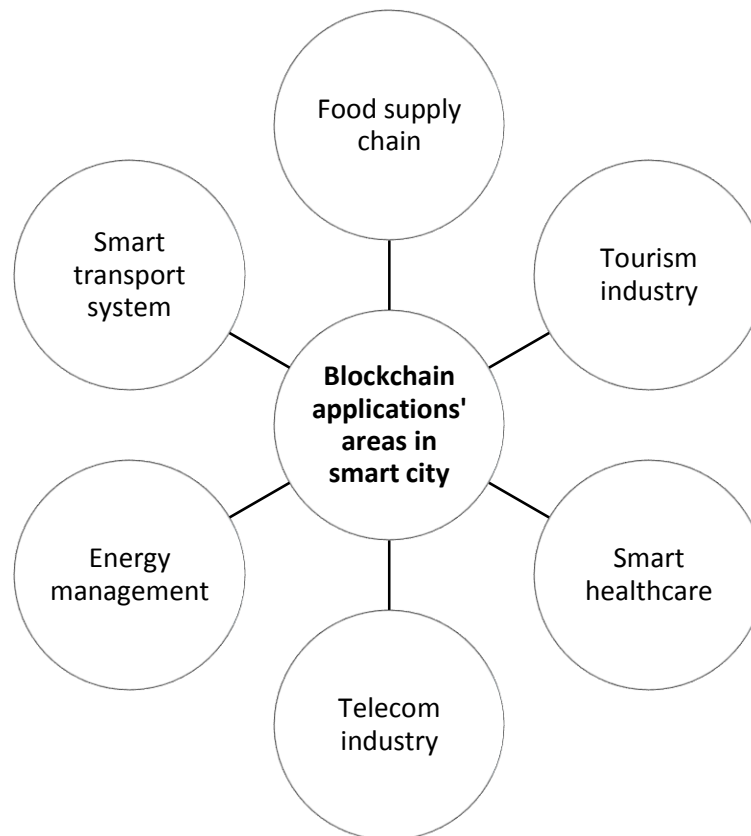 Food supply
chain
Tourism
industry
Smart
healthcare
Telecom
industry
Energy
management
Smart
transport
system
Blockchain
applications'
areas in
smart city